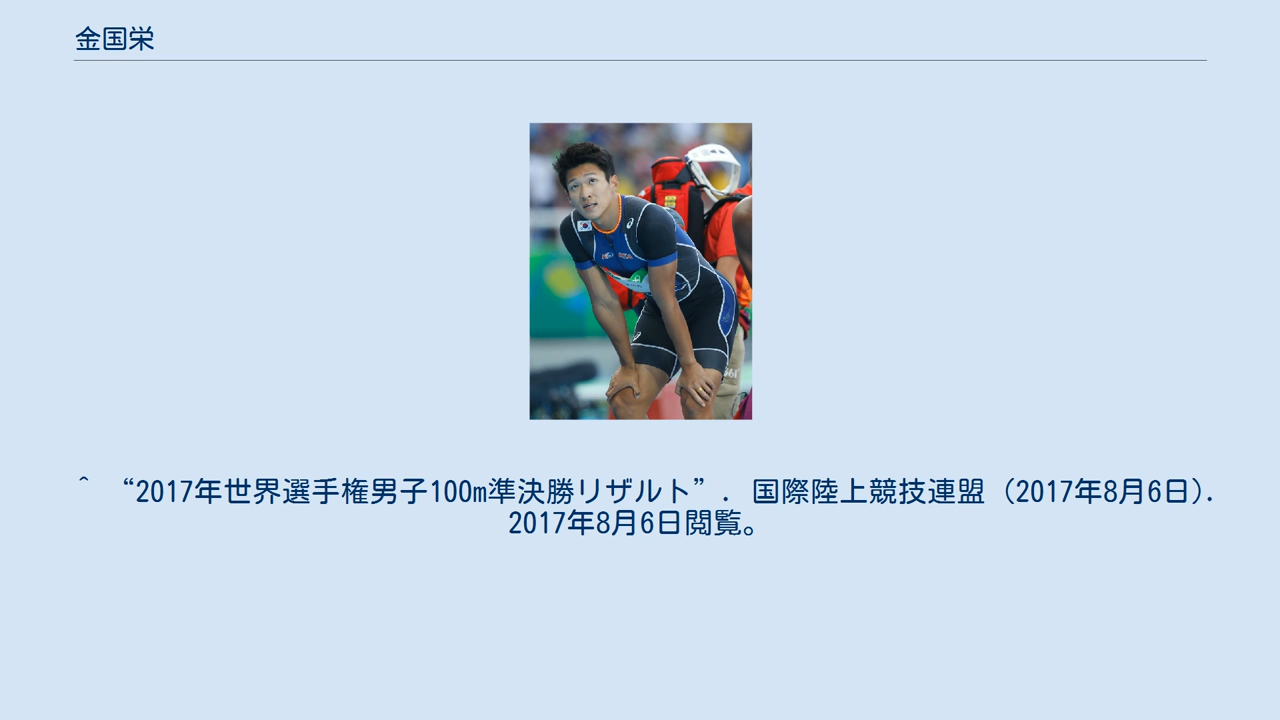 金国栄
^ “2017年世界選手権男子100m準決勝リザルト”. 国際陸上競技連盟 (2017年8月6日).
2017年8月6日閲覧。